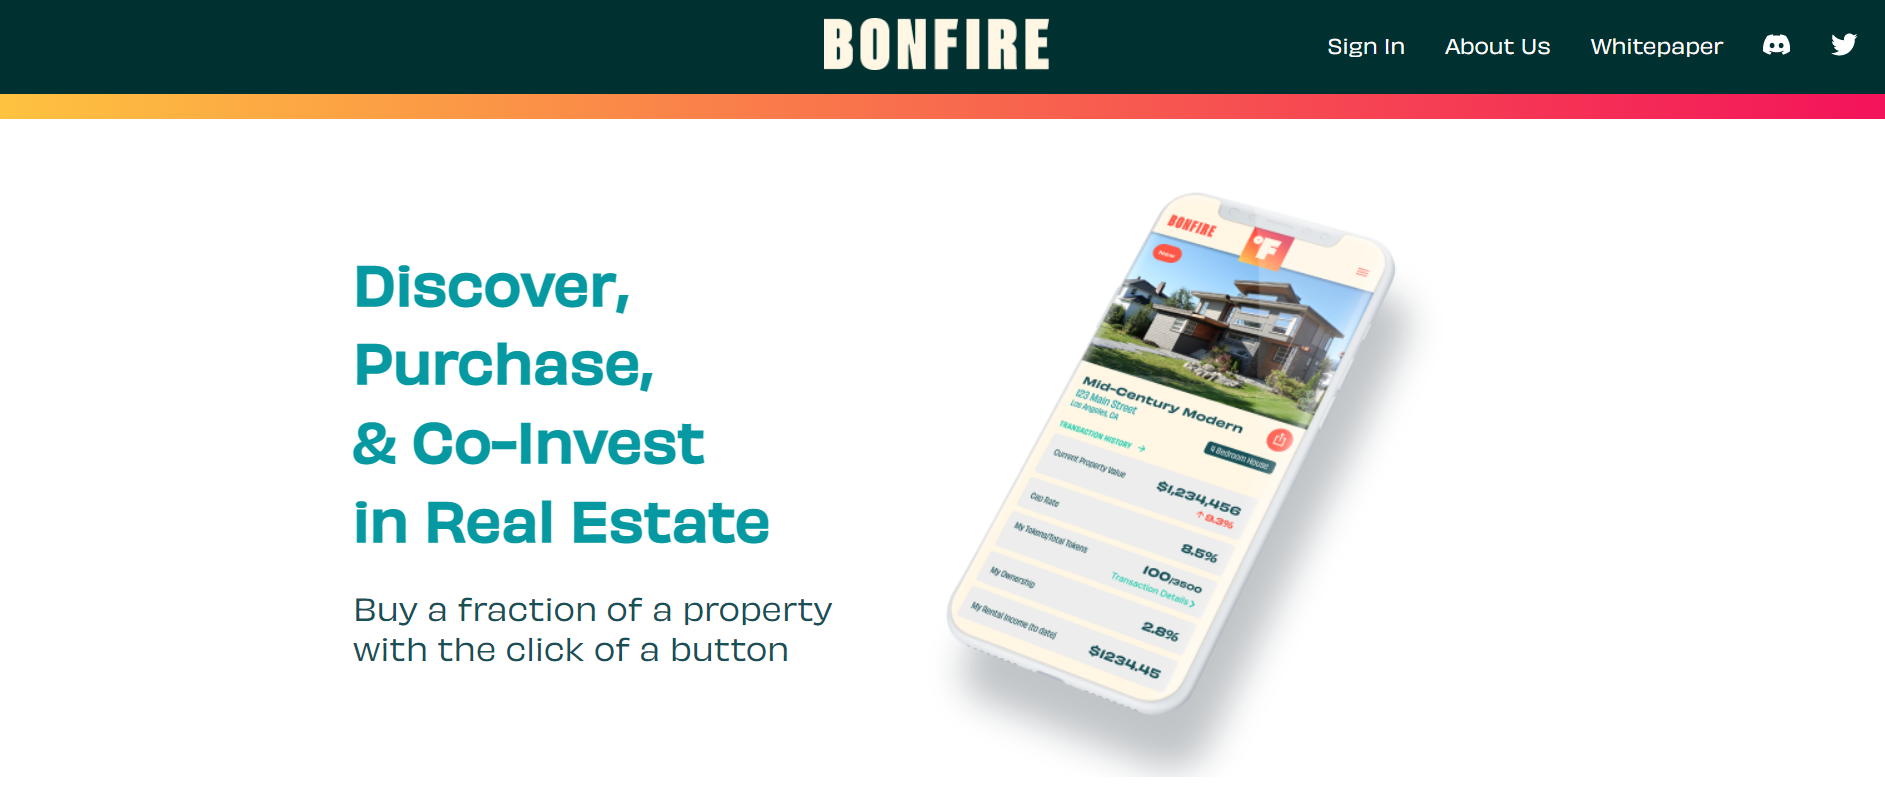 BONFIRE
Sign In
About Us
Whitepaper
Discover,
Purchase,
& Co-Invest
in Real Estate
Buy a fraction of a property
with the click of a button
BONFIRE
°F
New
Mid-Century Modern
123 Main Street
Los Angeles, CA
TRANSACTION HISTORY
4 Bedroom House
Current Property Value
$1,234,456
9.3%
Cap Rate
8.5%
My Tokens/Total Tokens
100/3500
Transaction Details
My Ownership
2.8%
My Rental Income (to date)
$1234.45